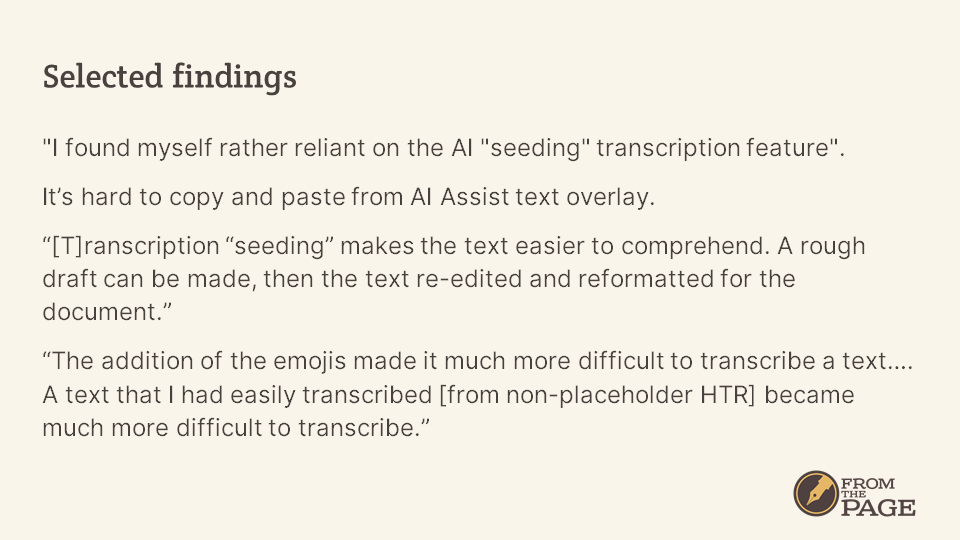 Selected findings
"I found myself rather reliant on the AI "seeding" transcription feature".
It’s hard to copy and paste from AI Assist text overlay.
“[T]ranscription “seeding” makes the text easier to comprehend. A rough
draft can be made, then the text re-edited and reformatted for the
document.”
“The addition of the emojis made it much more difficult to transcribe a text....
A text that I had easily transcribed [from non-placeholder HTR] became
much more difficult to transcribe.”
FROM
THE
PAGE